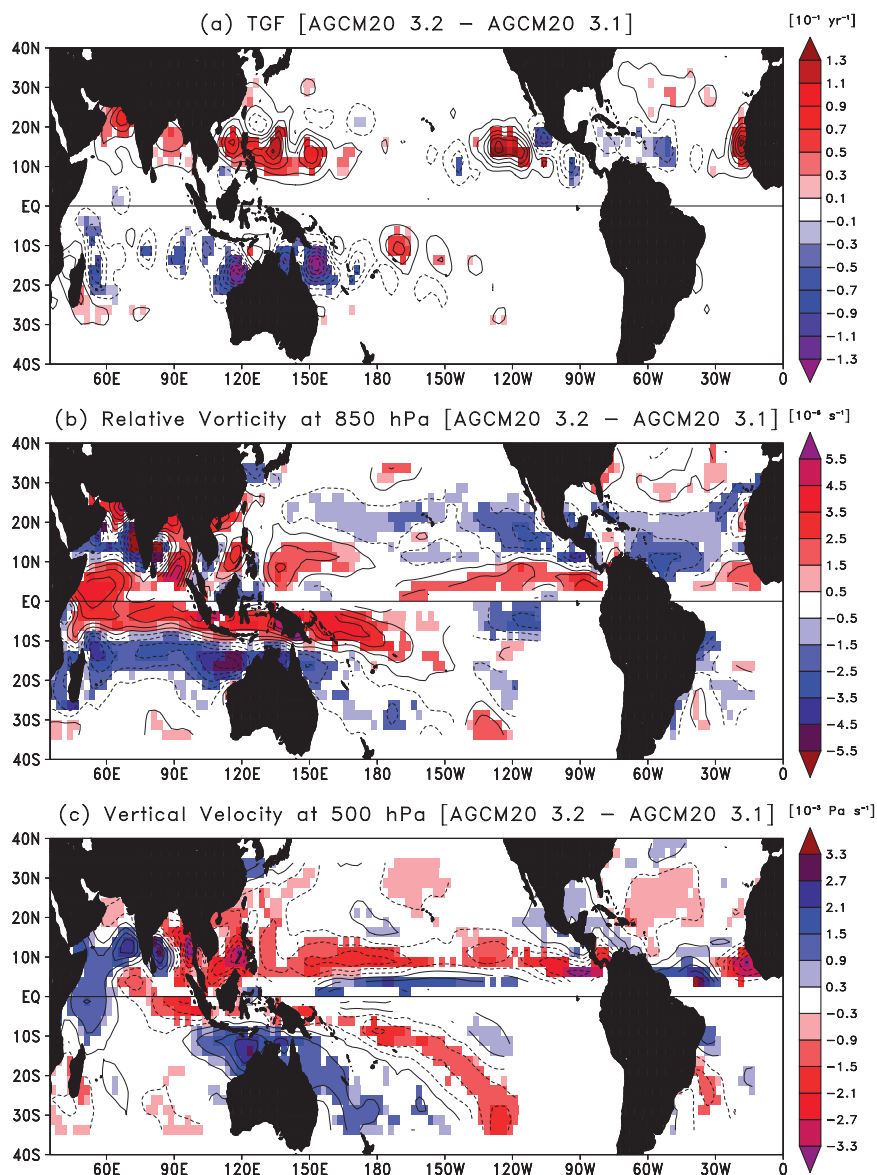 (a) TGF [AGCM20 3.2 − AGCM20 3.1]
[10⁻¹ yr⁻¹]
40N
30N
20N
10N
EQ
10S
20S
30S
40S
60E 90E 120E 150E 180 150W 120W 90W 60W 30W 0
1.3
1.1
0.9
0.7
0.5
0.3
0.1
−0.1
−0.3
−0.5
−0.7
−0.9
−1.1
−1.3
(b) Relative Vorticity at 850 hPa [AGCM20 3.2 − AGCM20 3.1]
[10⁻⁶ s⁻¹]
40N
30N
20N
10N
EQ
10S
20S
30S
40S
60E 90E 120E 150E 180 150W 120W 90W 60W 30W 0
5.5
4.5
3.5
2.5
1.5
0.5
−0.5
−1.5
−2.5
−3.5
−4.5
−5.5
(c) Vertical Velocity at 500 hPa [AGCM20 3.2 − AGCM20 3.1]
[10⁻³ Pa s⁻¹]
40N
30N
20N
10N
EQ
10S
20S
30S
40S
60E 90E 120E 150E 180 150W 120W 90W 60W 30W 0
3.3
2.7
2.1
1.5
0.9
0.3
−0.3
−0.9
−1.5
−2.1
−2.7
−3.3